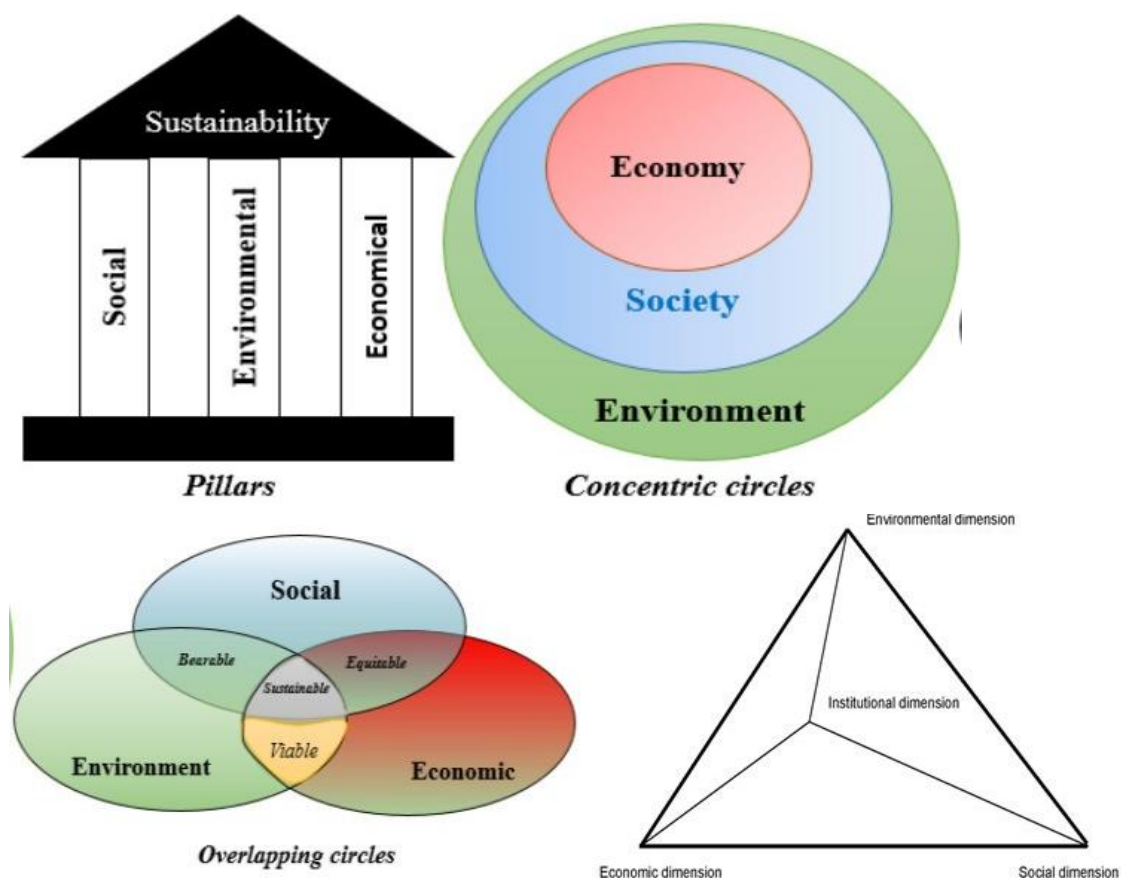 Sustainability
Social
Environmental
Economical
Pillars
Economy
Society
Environment
Concentric circles
Social
Bearable
Equitable
Sustainable
Viable
Environment
Economic
Overlapping circles
Environmental dimension
Institutional dimension
Economic dimension
Social dimension